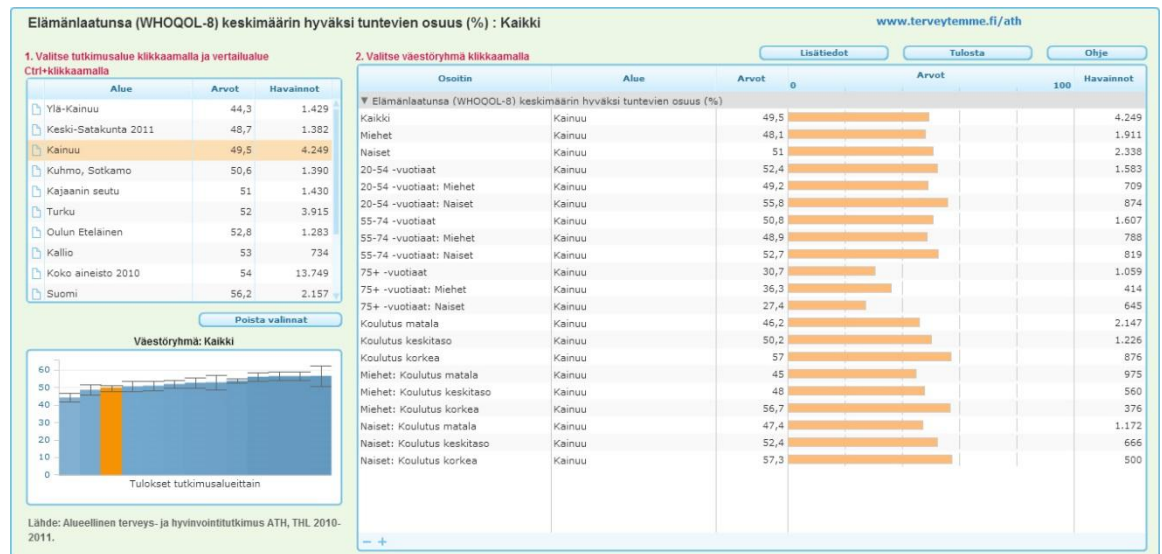 Elämänlaatunsa (WHOQOL-8) keskimäärin hyväksi tuntevien osuus (%) : Kaikki
www.terveytemme.fi/ath
1. Valitse tutkimusalue klikkaamalla ja vertailualue
Ctrl+klikkaamalla
Alue Arvot Havainnot
Ylä-Kainuu 44,3 1.429
Keski-Satakunta 2011 48,7 1.382
Kainuu 49,5 4.249
Kuhmo, Sotkamo 50,6 1.390
Kajaanin seutu 51 1.430
Turku 52 3.915
Oulun Eteläinen 52,8 1.283
Kallio 53 734
Koko aineisto 2010 54 13.749
Suomi 56,2 2.157
Poista valinnat
Väestöryhmä: Kaikki
60
50
40
30
20
10
0
Tulokset tutkimusalueittain
Lähde: Alueellinen terveys- ja hyvinvointitutkimus ATH, THL 2010-
2011.
2. Valitse väestöryhmä klikkaamalla
Lisätiedot Tulosta Ohje
Osoitin Alue Arvot Arvot Havainnot
0 100
▼ Elämänlaatunsa (WHOQOL-8) keskimäärin hyväksi tuntevien osuus (%)
Kaikki Kainuu 49,5 4.249
Miehet Kainuu 48,1 1.911
Naiset Kainuu 51 2.338
20-54 -vuotiaat Kainuu 52,4 1.583
20-54 -vuotiaat: Miehet Kainuu 49,2 709
20-54 -vuotiaat: Naiset Kainuu 55,8 874
55-74 -vuotiaat Kainuu 50,8 1.607
55-74 -vuotiaat: Miehet Kainuu 48,9 788
55-74 -vuotiaat: Naiset Kainuu 52,7 819
75+ -vuotiaat Kainuu 30,7 1.059
75+ -vuotiaat: Miehet Kainuu 36,3 414
75+ -vuotiaat: Naiset Kainuu 27,4 645
Koulutus matala Kainuu 46,2 2.147
Koulutus keskitaso Kainuu 50,2 1.226
Koulutus korkea Kainuu 57 876
Miehet: Koulutus matala Kainuu 45 975
Miehet: Koulutus keskitaso Kainuu 48 560
Miehet: Koulutus korkea Kainuu 56,7 376
Naiset: Koulutus matala Kainuu 47,4 1.172
Naiset: Koulutus keskitaso Kainuu 52,4 666
Naiset: Koulutus korkea Kainuu 57,3 500